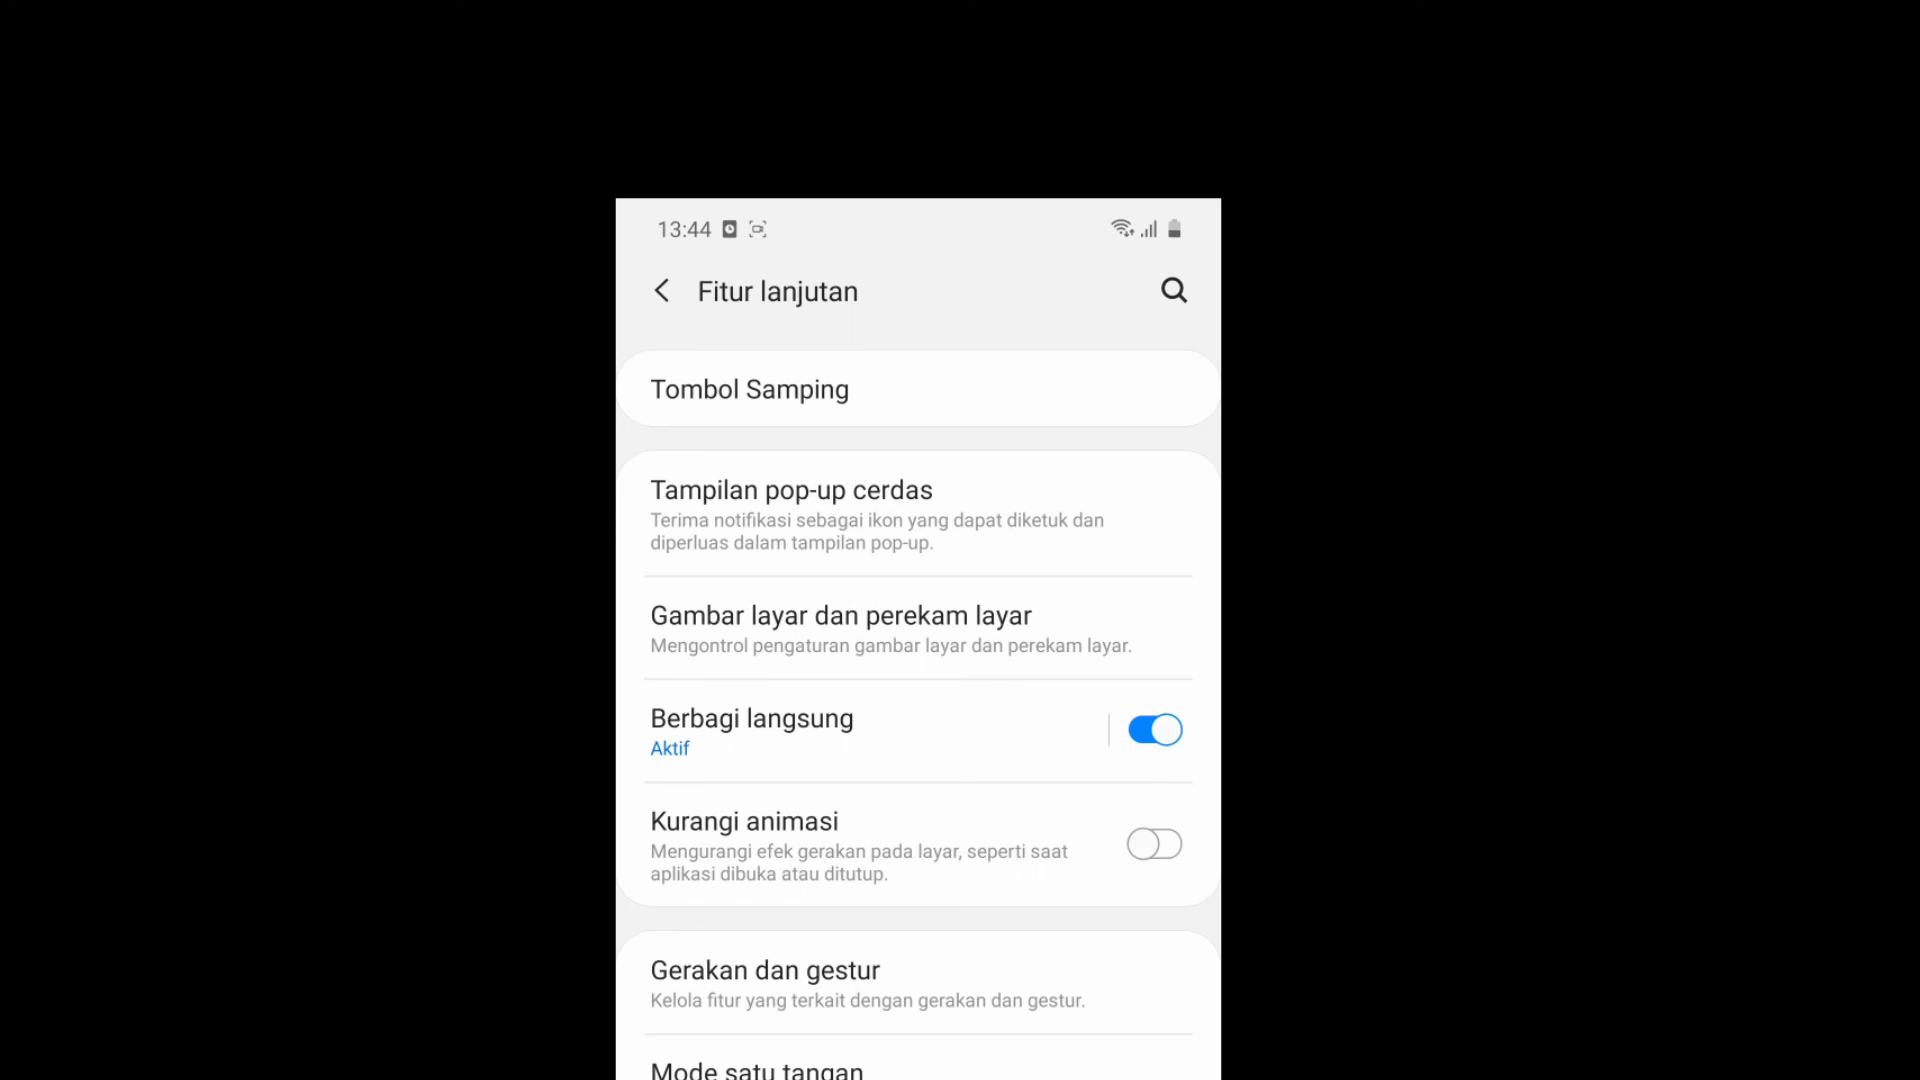 13:44
Fitur lanjutan
Tombol Samping
Tampilan pop-up cerdas
Terima notifikasi sebagai ikon yang dapat diketuk dan
diperluas dalam tampilan pop-up.
Gambar layar dan perekam layar
Mengontrol pengaturan gambar layar dan perekam layar.
Berbagi langsung
Aktif
Kurangi animasi
Mengurangi efek gerakan pada layar, seperti saat
aplikasi dibuka atau ditutup.
Gerakan dan gestur
Kelola fitur yang terkait dengan gerakan dan gestur.
Mode satu tangan